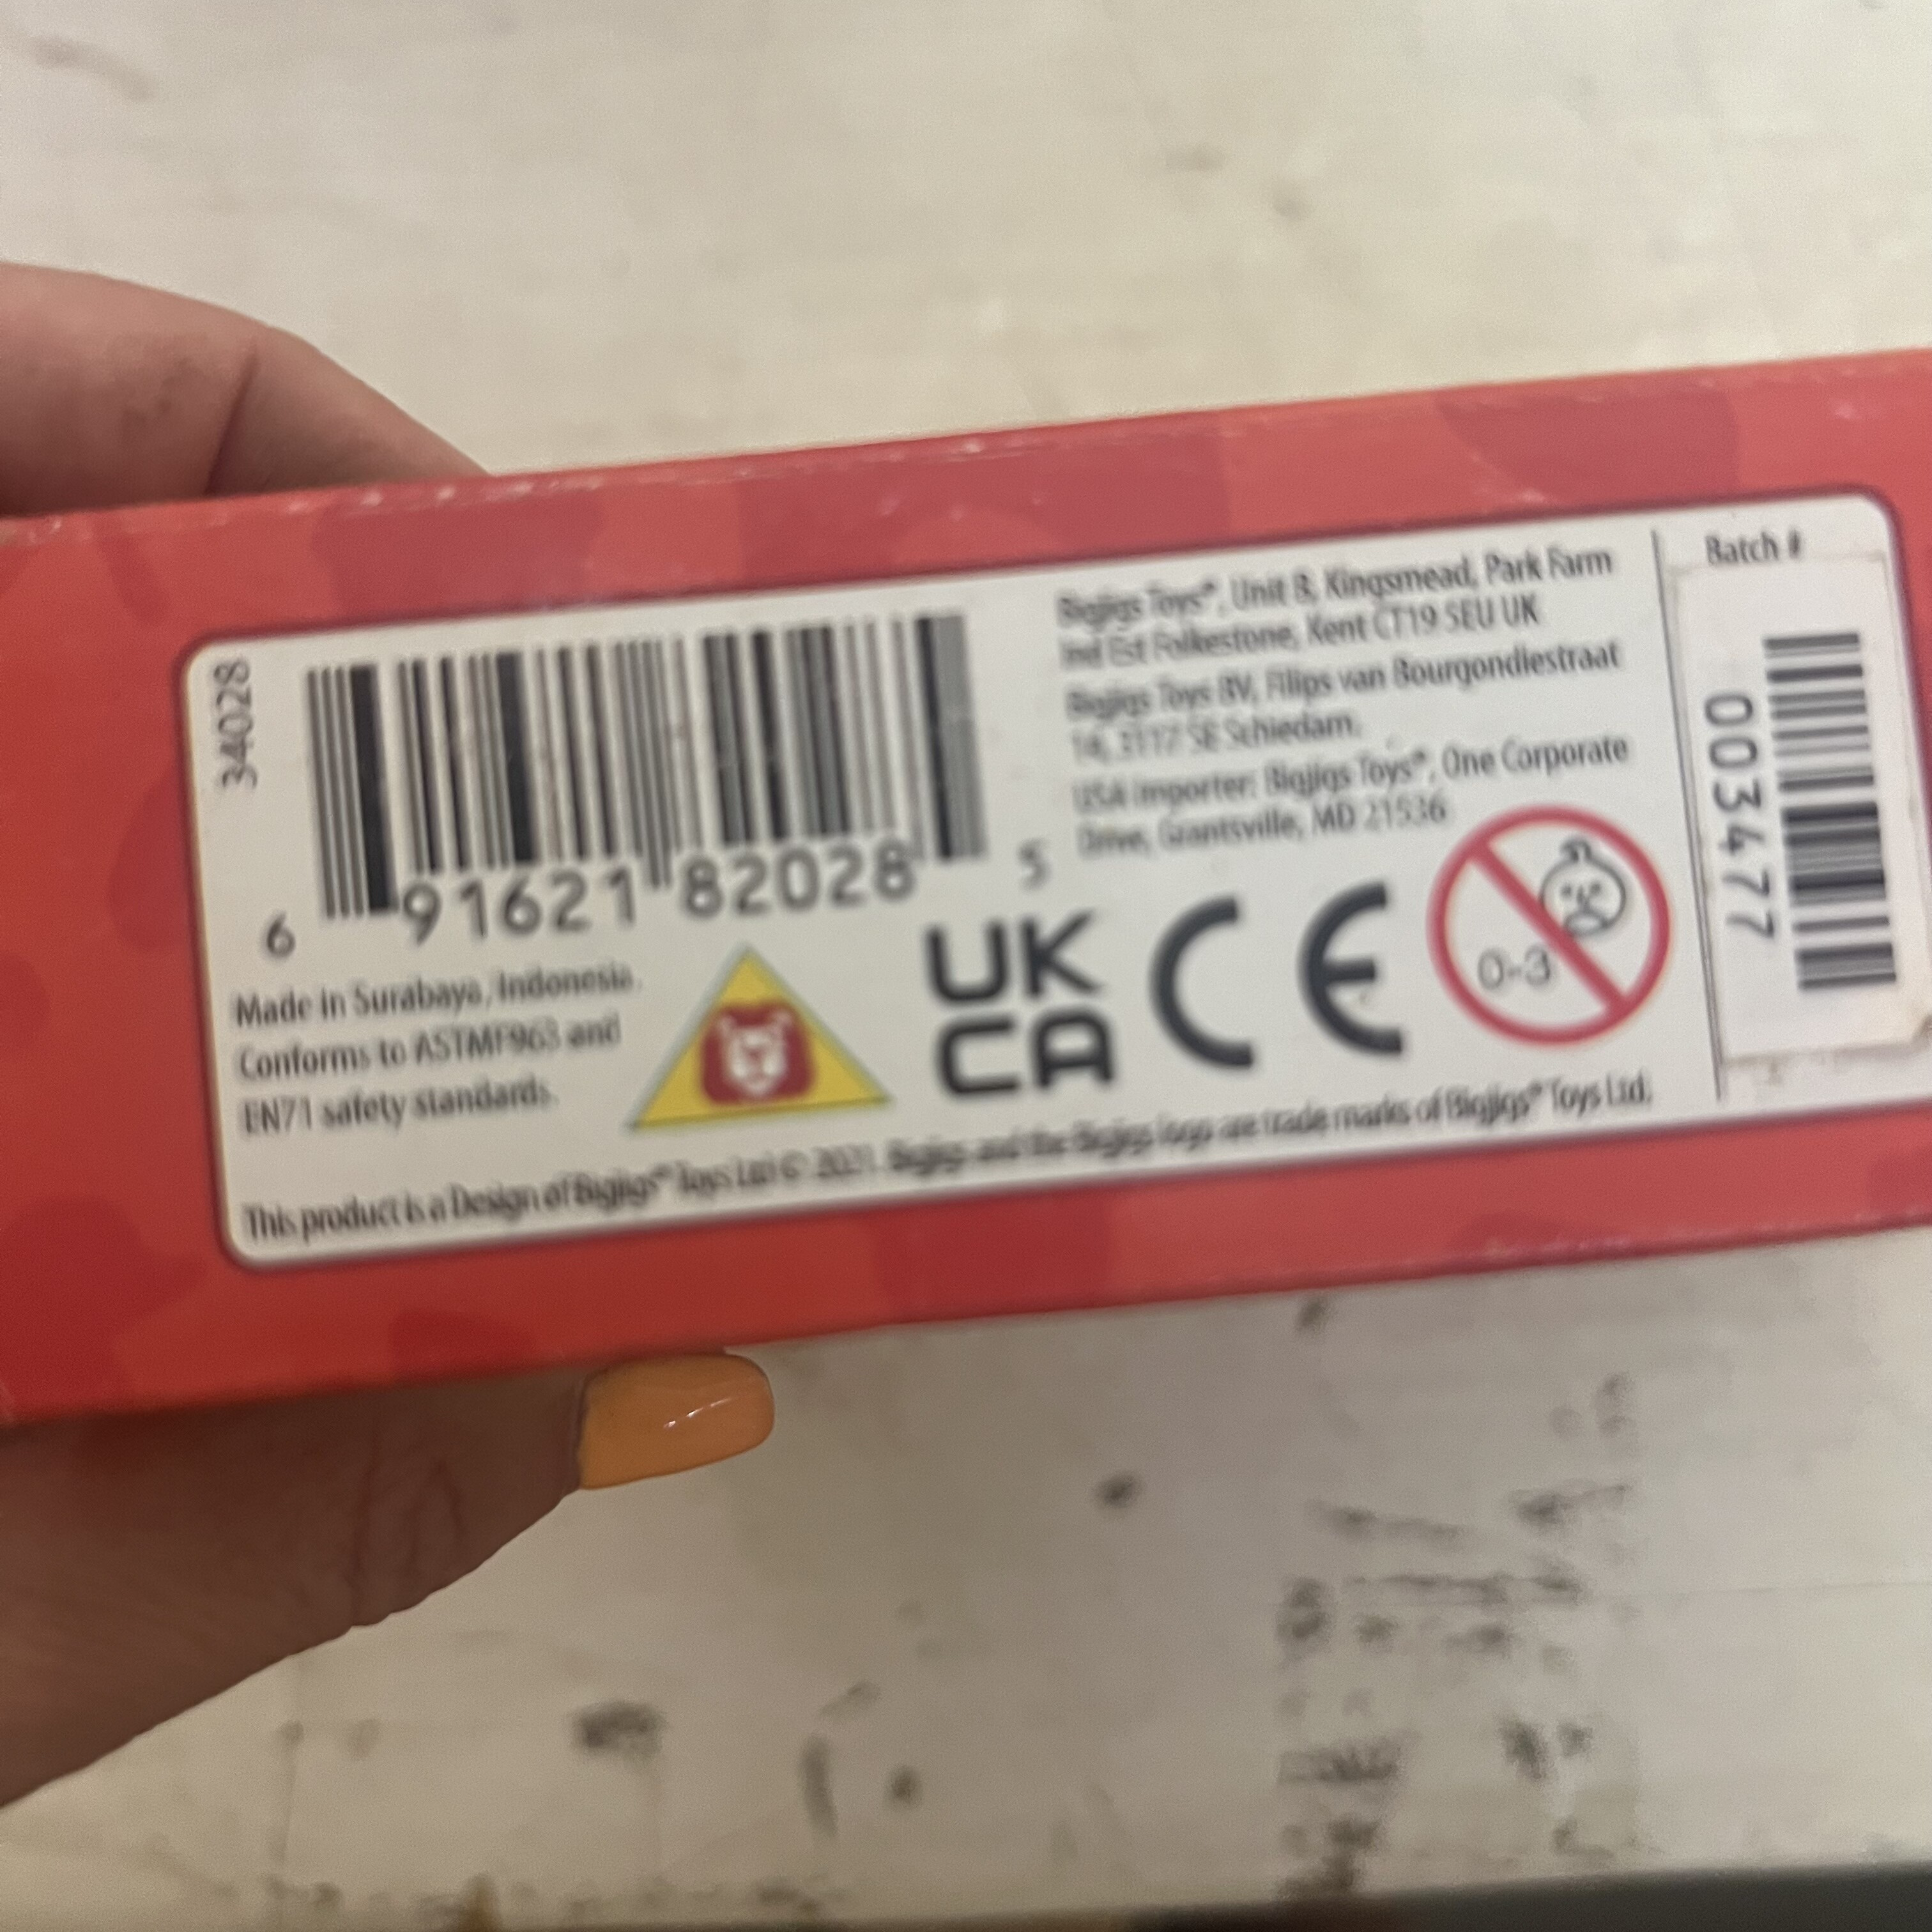 34028
6 91621 82028 5
Bigjigs Toys®, Unit B, Kingsmead, Park Farm
Ind Est Folkestone, Kent CT19 5EU UK
Bigjigs Toys BV, Filips van Bourgondiestraat
14, 3117 SE Schiedam.
USA importer: Bigjigs Toys®, One Corporate
Drive, Grantsville, MD 21536
Batch #
003477
Made in Surabaya, Indonesia.
Conforms to ASTMF963 and
EN71 safety standards.
UK
CA
CE
0-3
This product is a Design of Bigjigs® Toys Ltd © 2021. Bigjigs and the Bigjigs logo are trade marks of Bigjigs® Toys Ltd.